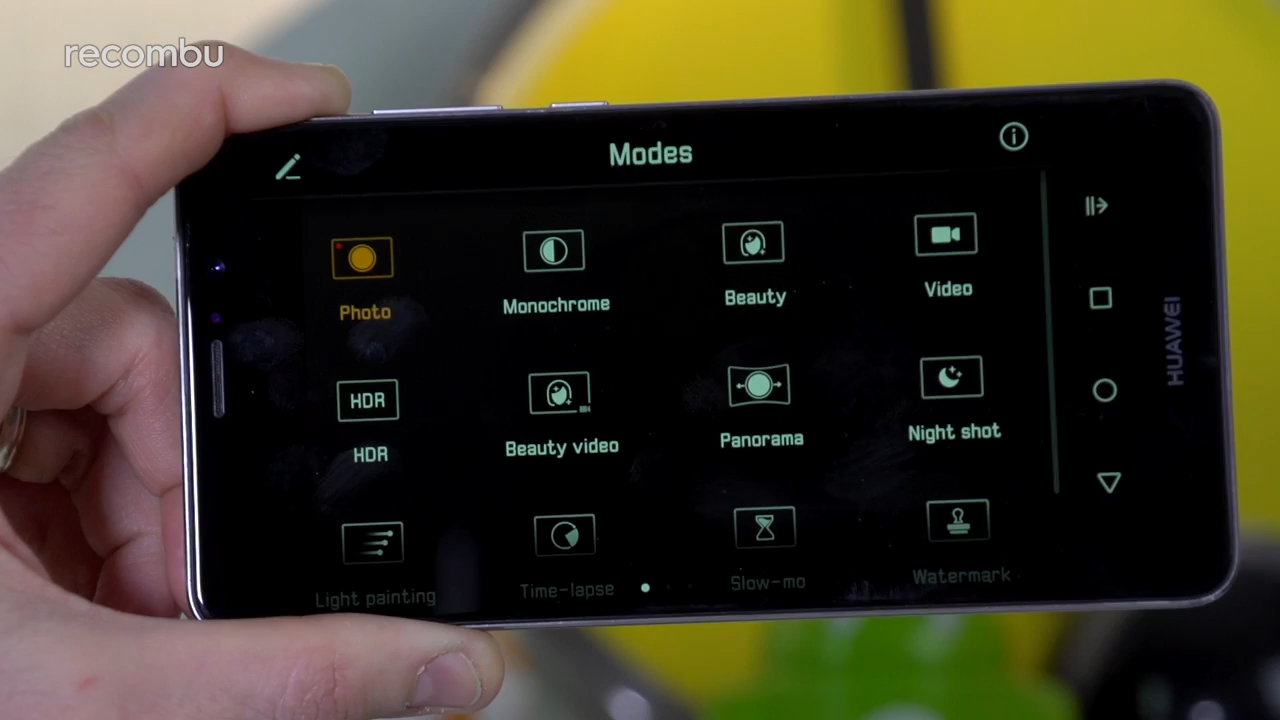 recombu
Modes
Photo
Monochrome
Beauty
Video
HDR
HDR
Beauty video
Panorama
Night shot
Light painting
Time-lapse
Slow-mo
Watermark
HUAWEI